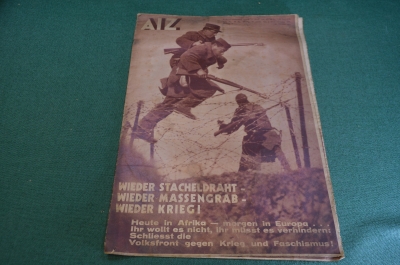 AIZ
WIEDER STACHELDRAHT -
WIEDER MASSENGRAB -
WIEDER KRIEG!
Heute in Afrika — morgen in Europa . . .
Ihr wollt es nicht, ihr müsst es verhindern!
Schliesst die
Volksfront gegen Krieg und Faschismus!